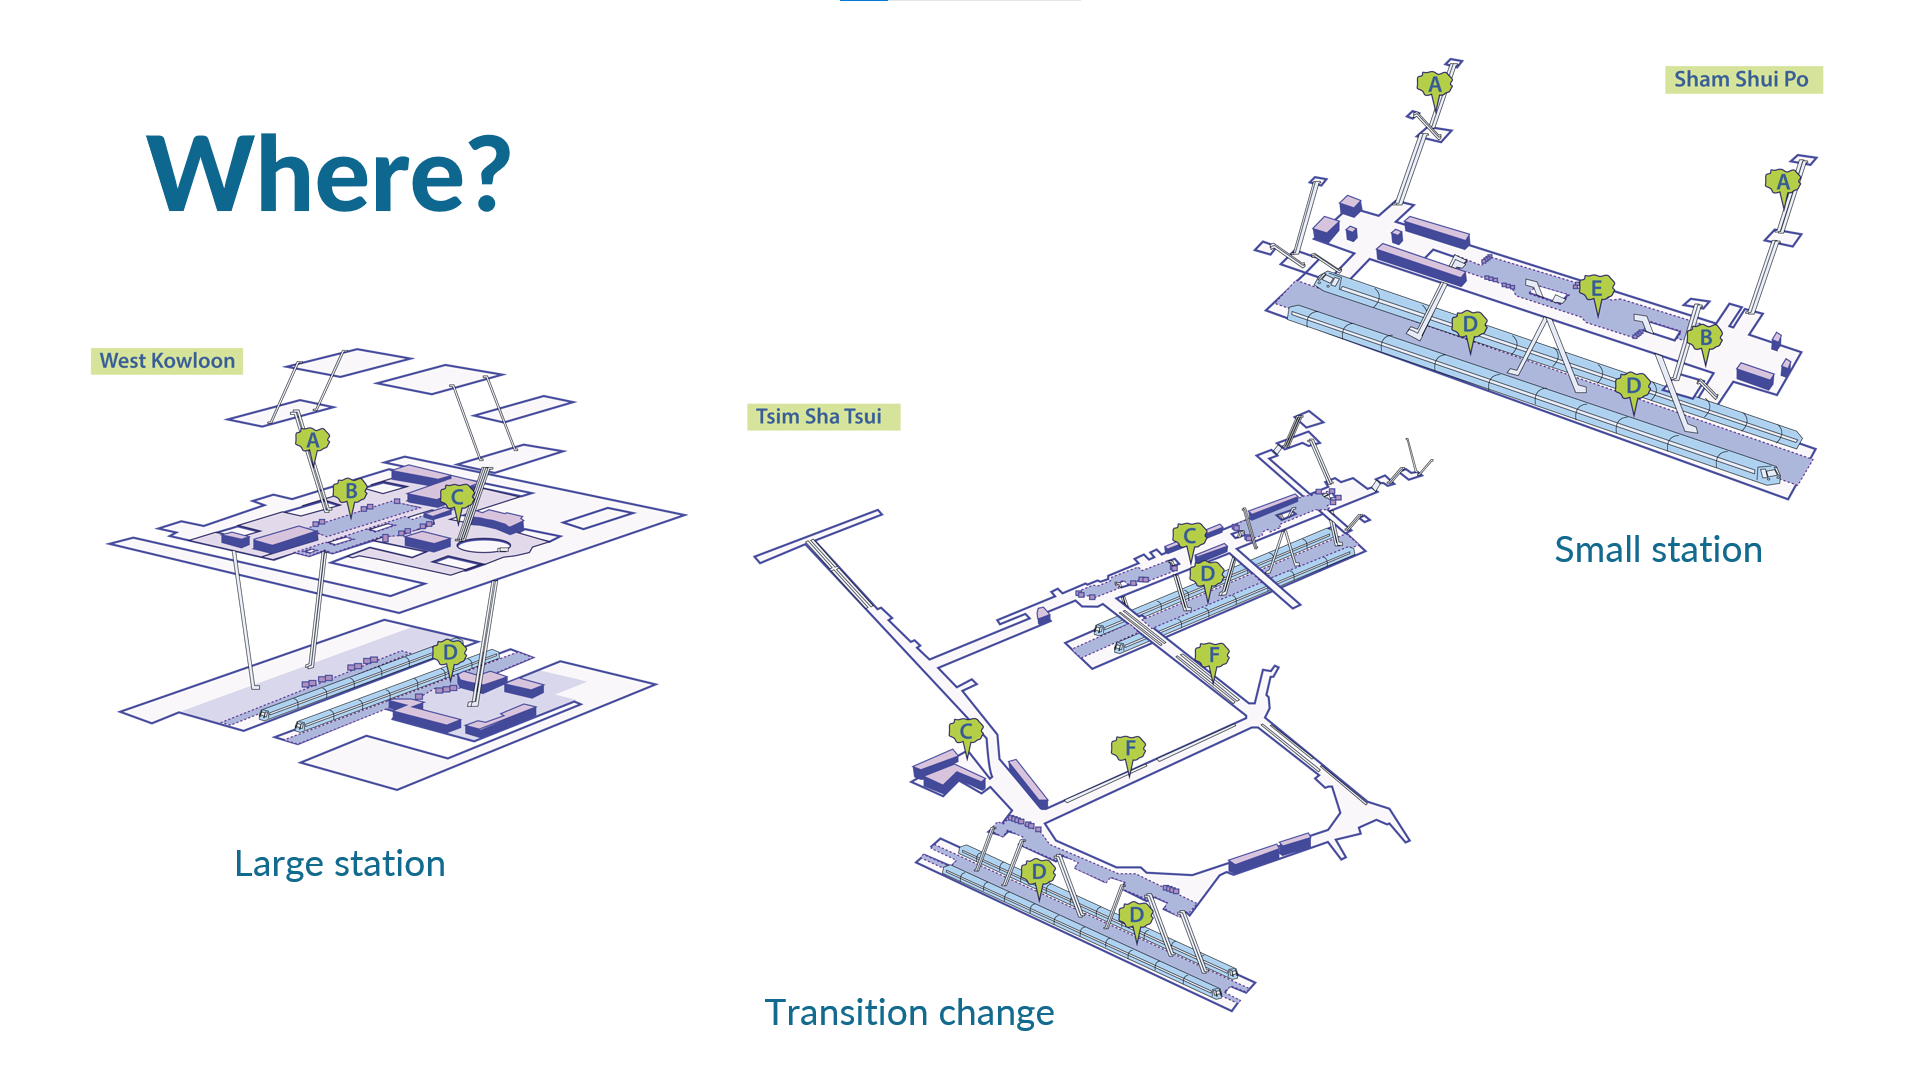 Where?
West Kowloon
A
B
C
D
Large station
Tsim Sha Tsui
C
D
F
C
F
D
D
Transition change
Sham Shui Po
A
A
E
D
B
D
Small station